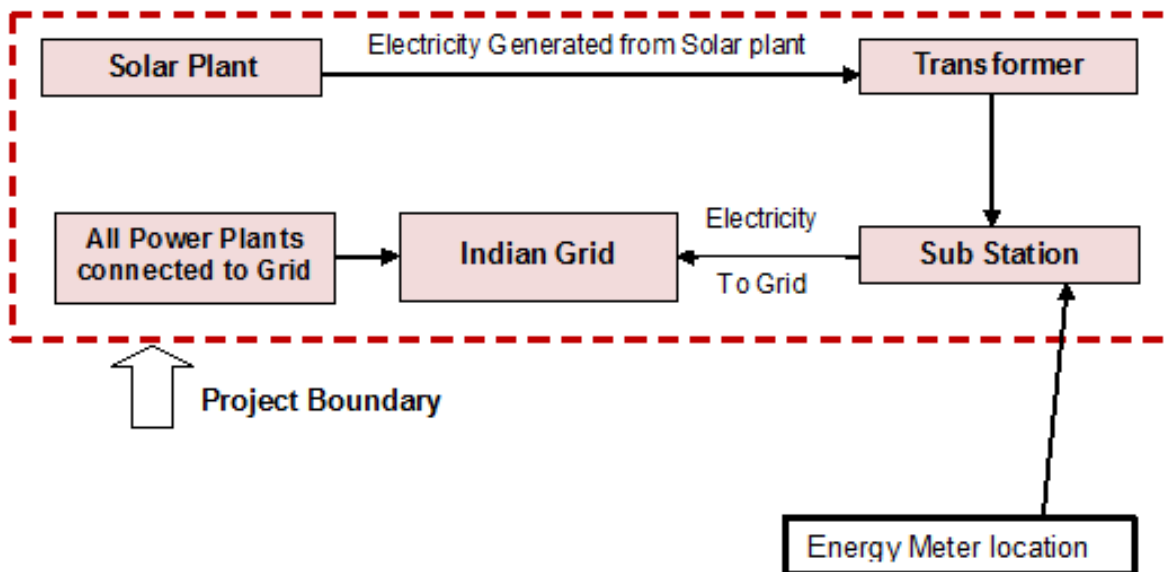 Electricity Generated from Solar plant
Solar Plant
Transformer
All Power Plants
connected to Grid
Indian Grid
Electricity
To Grid
Sub Station
Project Boundary
Energy Meter location